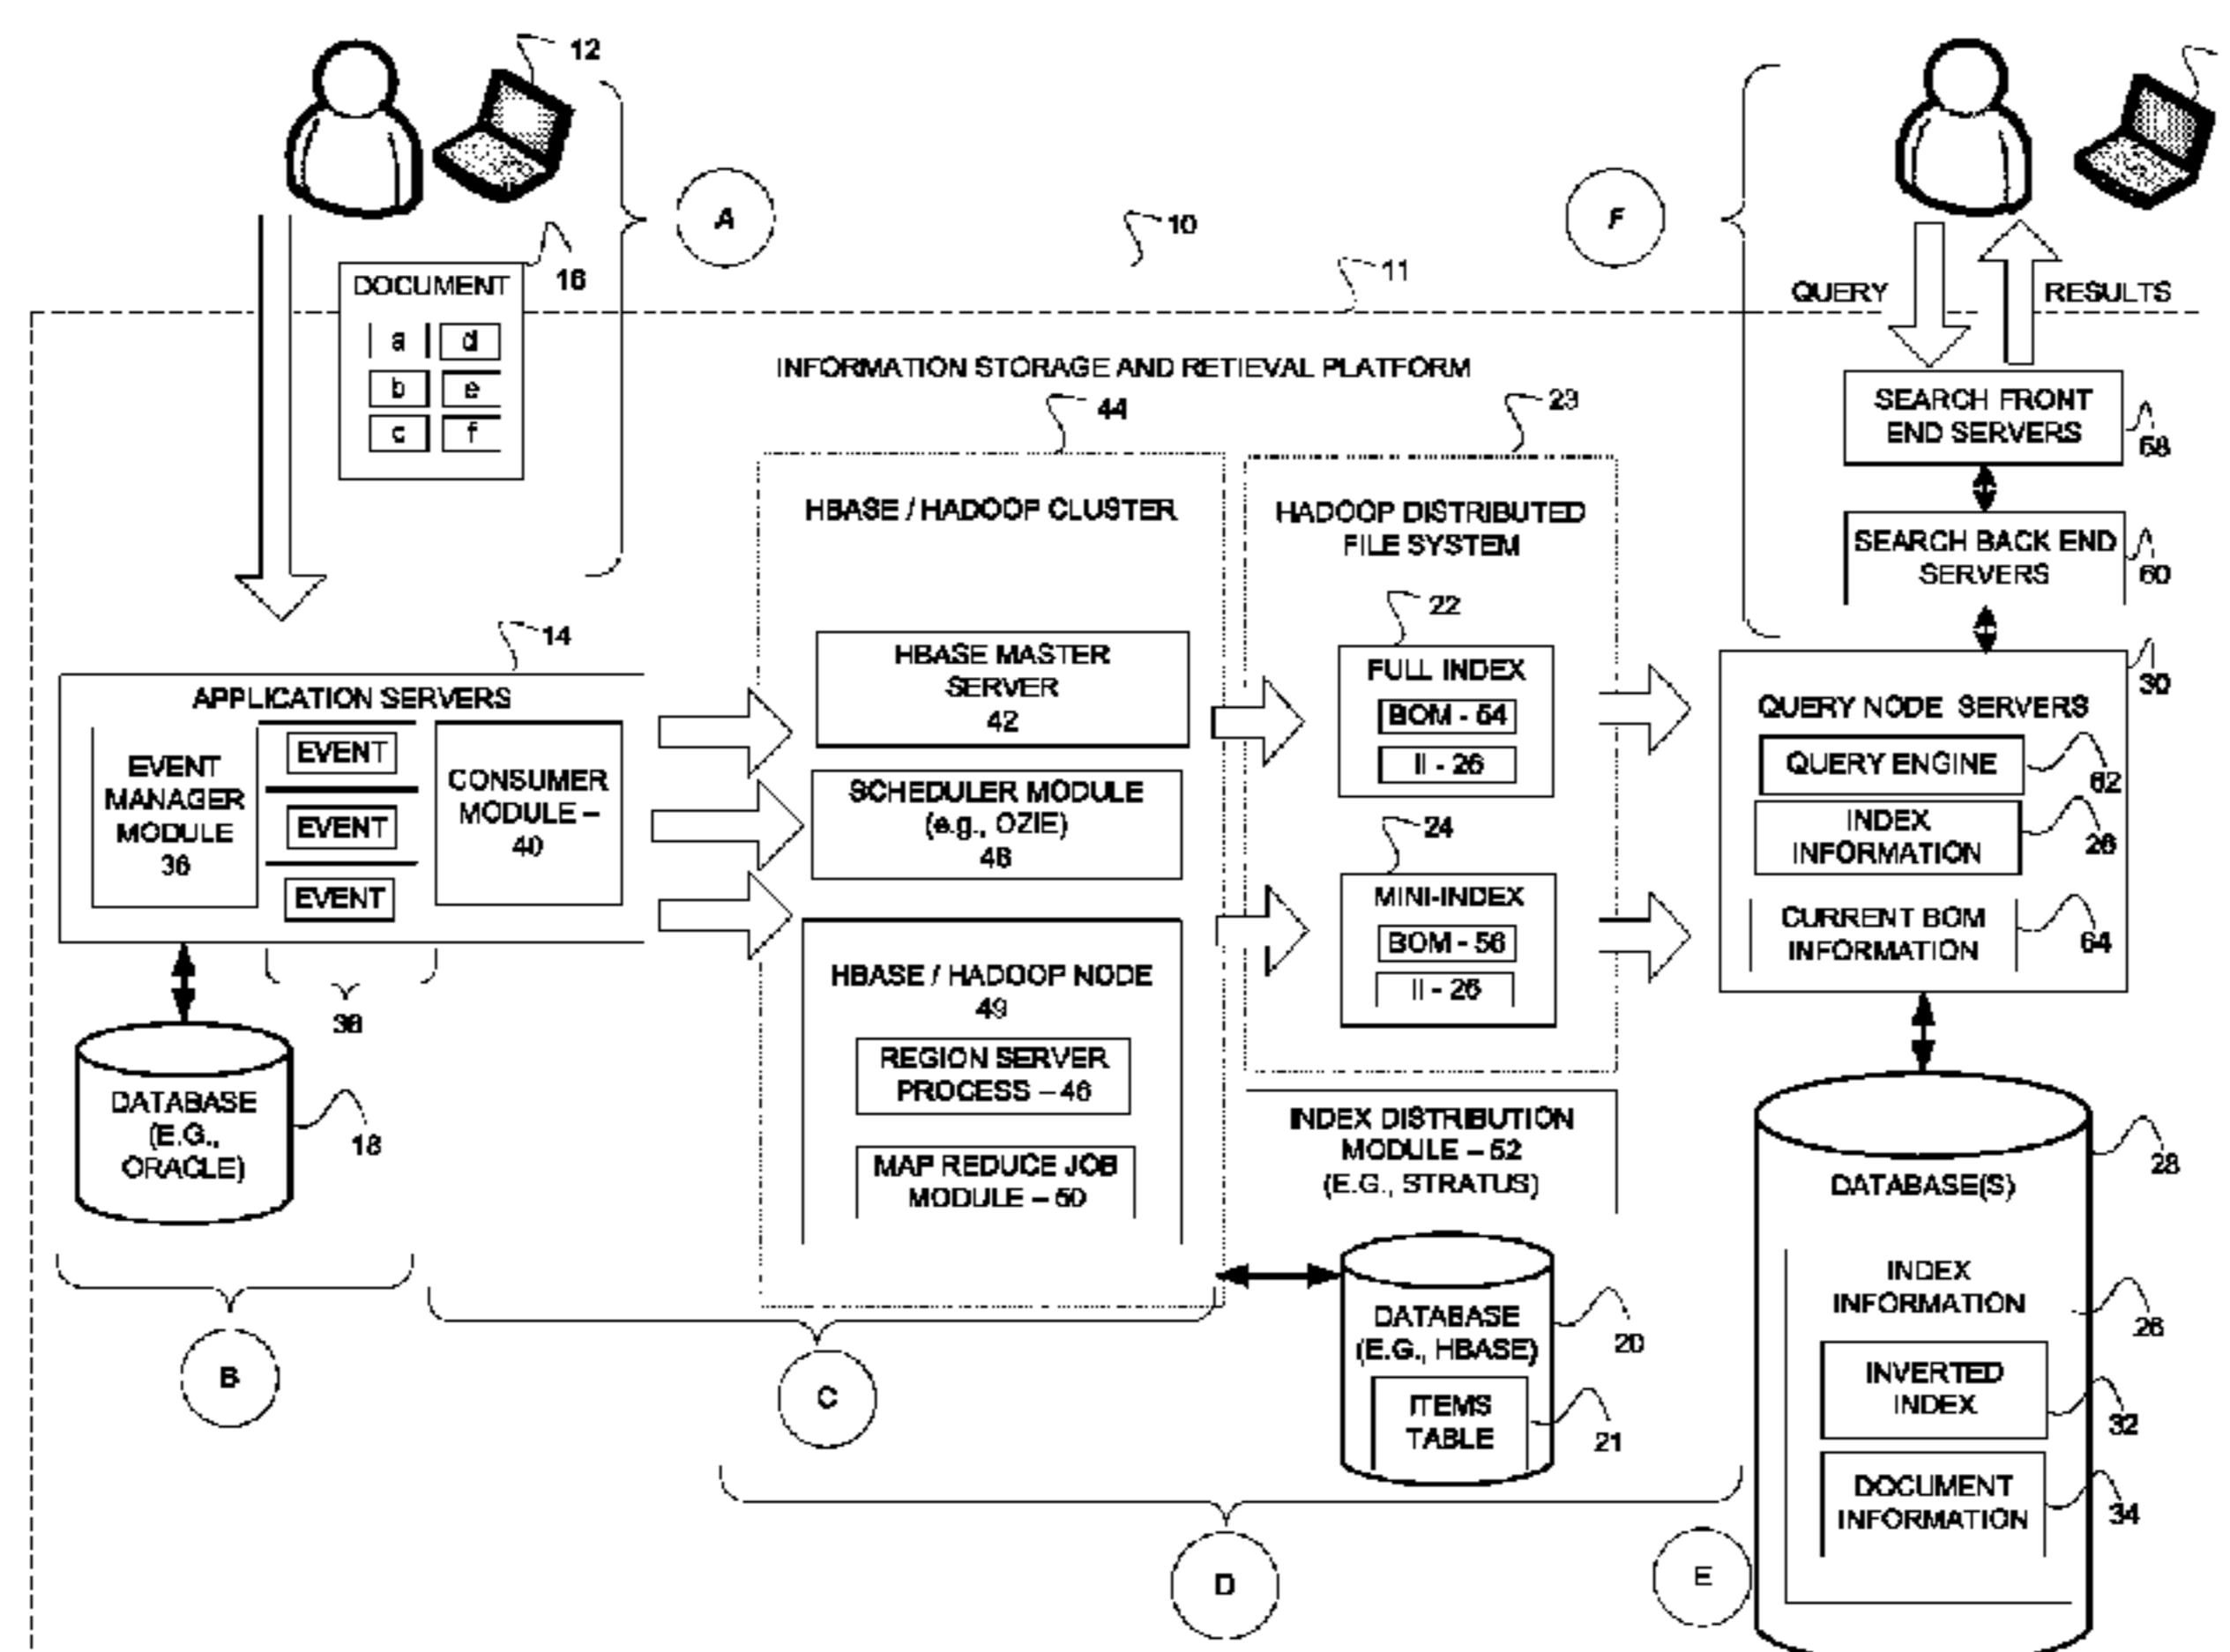 12
A
10
F
16
DOCUMENT
a
d
b
e
c
f
11
QUERY
RESULTS
INFORMATION STORAGE AND RETIEVAL PLATFORM
44
23
SEARCH FRONT
END SERVERS
58
HBASE / HADOOP CLUSTER
HADOOP DISTRIBUTED
FILE SYSTEM
SEARCH BACK END
SERVERS
60
14
APPLICATION SERVERS
EVENT
MANAGER
MODULE
36
EVENT
EVENT
EVENT
CONSUMER
MODULE –
40
38
HBASE MASTER
SERVER
42
SCHEDULER MODULE
(e.g., OZIE)
48
HBASE / HADOOP NODE
49
REGION SERVER
PROCESS – 46
MAP REDUCE JOB
MODULE – 50
22
FULL INDEX
BOM - 54
II - 26
24
MINI-INDEX
BOM - 56
II - 26
30
QUERY NODE SERVERS
QUERY ENGINE
62
INDEX
INFORMATION
26
CURRENT BOM
INFORMATION
64
DATABASE
(E.G.,
ORACLE)
18
INDEX DISTRIBUTION
MODULE – 52
(E.G., STRATUS)
DATABASE
(E.G., HBASE)
20
ITEMS
TABLE
21
28
DATABASE(S)
INDEX
INFORMATION
26
INVERTED
INDEX
32
DOCUMENT
INFORMATION
34
B
C
D
E